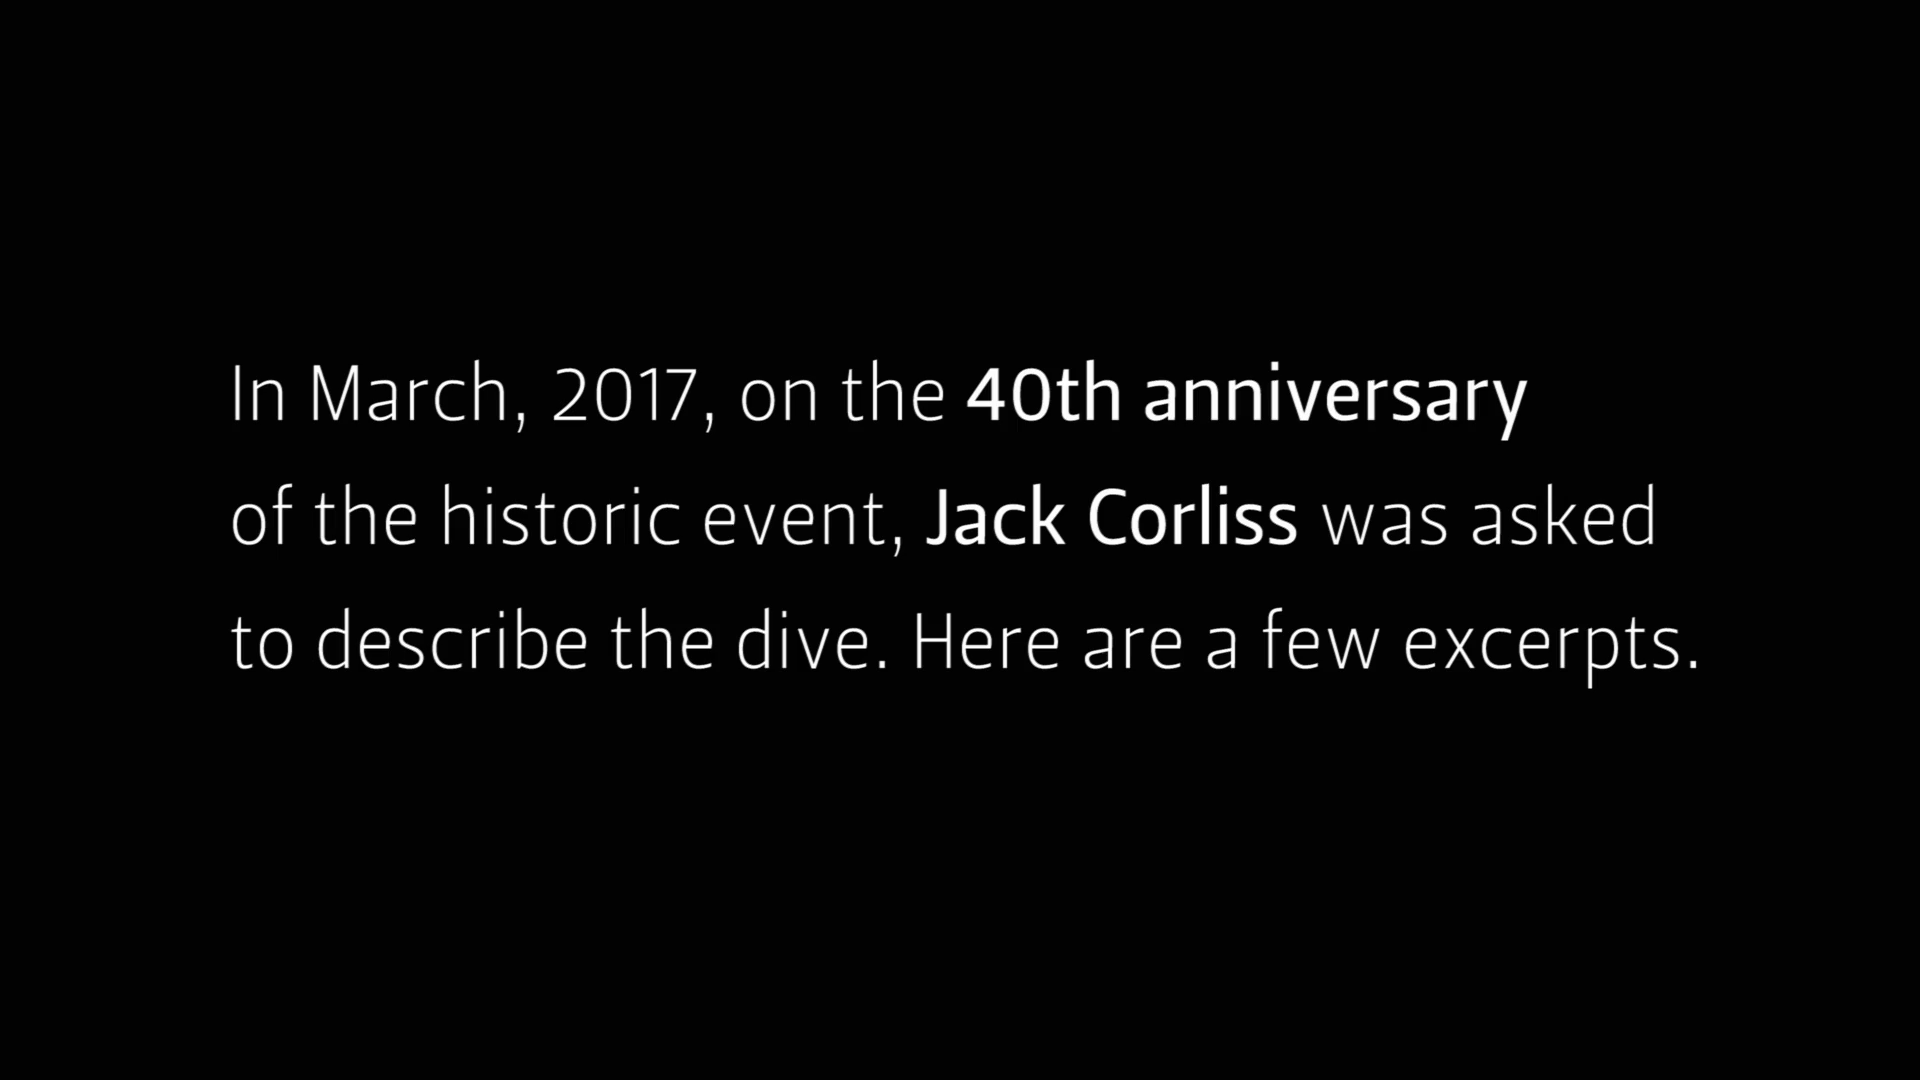 In March, 2017, on the 40th anniversary
of the historic event, Jack Corliss was asked
to describe the dive. Here are a few excerpts.